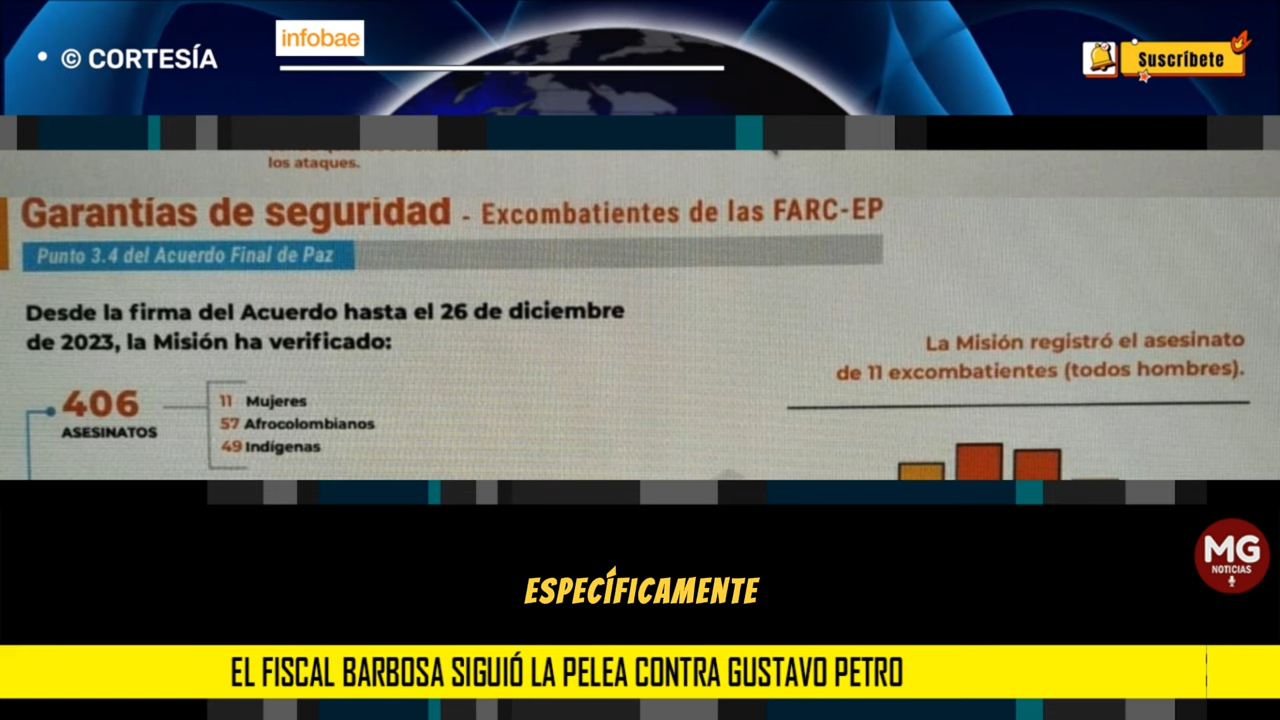 • © CORTESÍA
infobae
Suscríbete
los ataques.
Garantías de seguridad - Excombatientes de las FARC-EP
Punto 3.4 del Acuerdo Final de Paz
Desde la firma del Acuerdo hasta el 26 de diciembre
de 2023, la Misión ha verificado:
406
ASESINATOS
11 Mujeres
57 Afrocolombianos
49 Indígenas
La Misión registró el asesinato
de 11 excombatientes (todos hombres).
MG
NOTICIAS
ESPECÍFICAMENTE
EL FISCAL BARBOSA SIGUIÓ LA PELEA CONTRA GUSTAVO PETRO